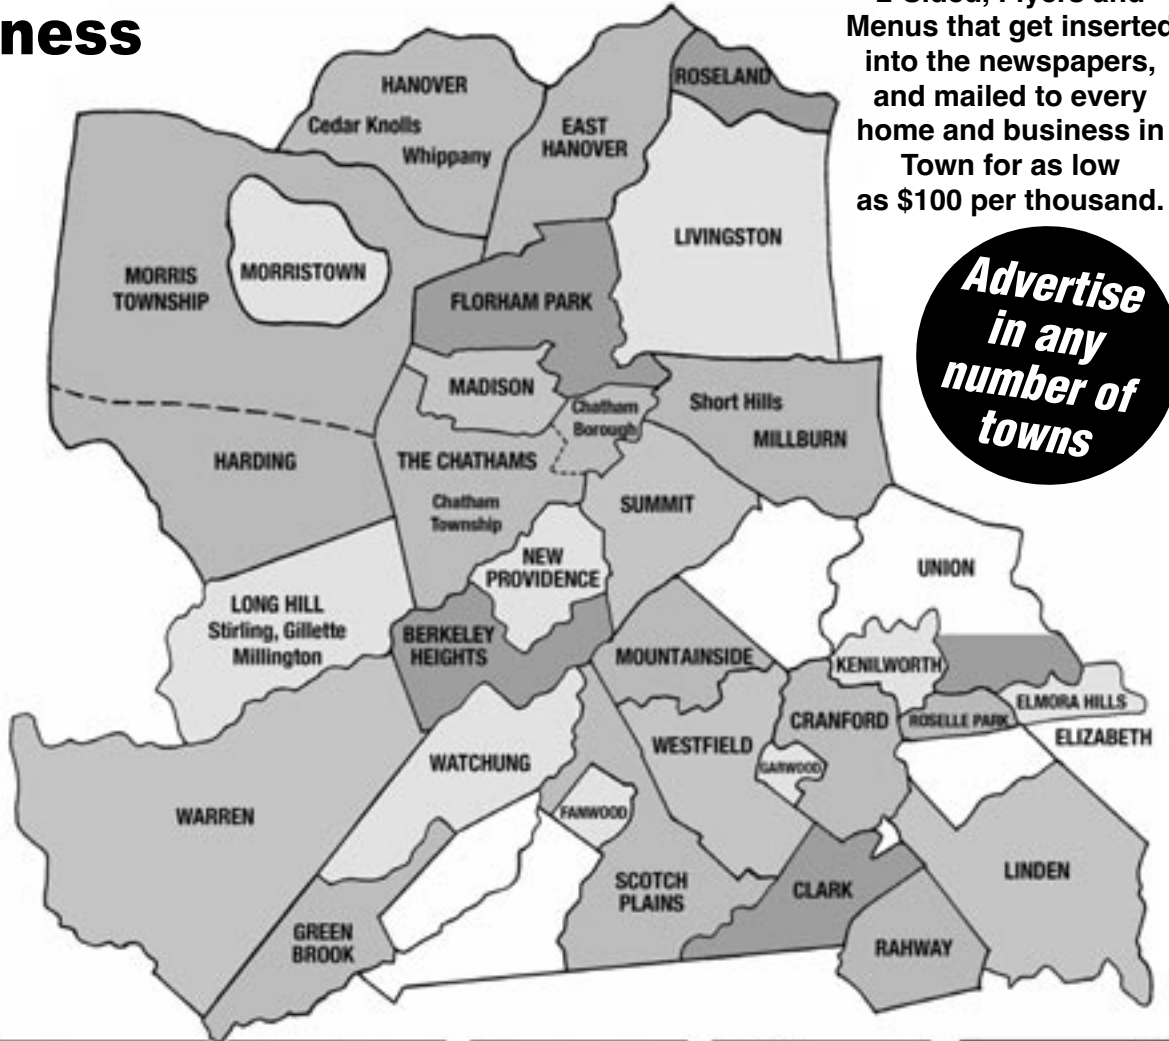 ness
2-Sided, Flyers and
Menus that get inserted
into the newspapers,
and mailed to every
home and business in
Town for as low
as $100 per thousand.
Advertise
in any
number of
towns
HANOVER
Cedar Knolls
Whippany
EAST
HANOVER
ROSELAND
LIVINGSTON
MORRIS
TOWNSHIP
MORRISTOWN
FLORHAM PARK
MADISON
Chatham
Borough
Short Hills
MILLBURN
HARDING
THE CHATHAMS
Chatham
Township
SUMMIT
NEW
PROVIDENCE
UNION
LONG HILL
Stirling, Gillette
Millington
BERKELEY
HEIGHTS
MOUNTAINSIDE
KENILWORTH
ELMORA HILLS
ROSELLE PARK
CRANFORD
ELIZABETH
WESTFIELD
GARWOOD
WATCHUNG
WARREN
FANWOOD
SCOTCH
PLAINS
CLARK
LINDEN
GREEN
BROOK
RAHWAY